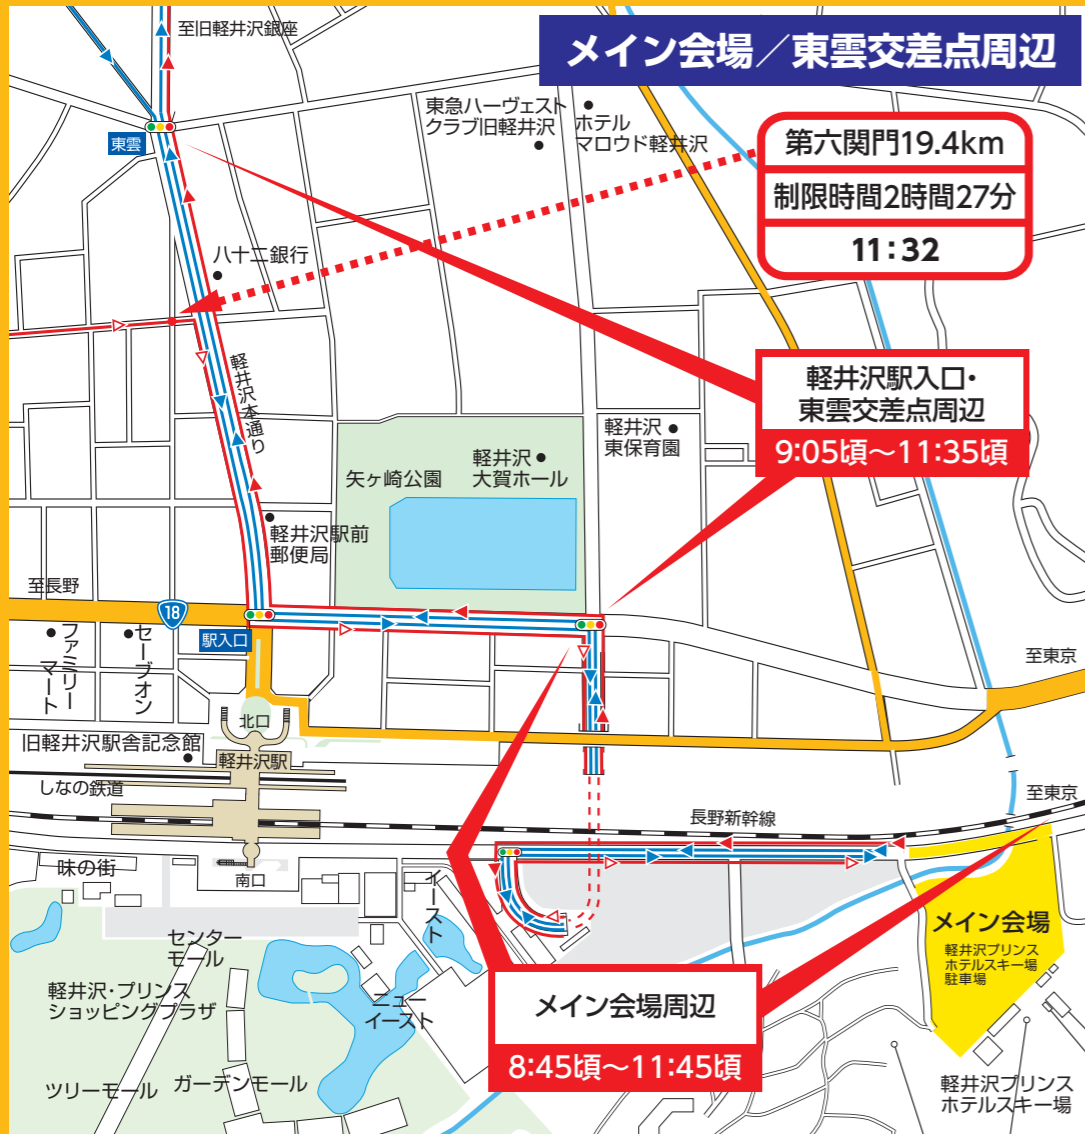 メイン会場／東雲交差点周辺
至旧軽井沢銀座
東雲
東急ハーヴェスト
クラブ旧軽井沢
ホテル
マロウド軽井沢
第六関門19.4km
制限時間2時間27分
11:32
八十二銀行
軽井沢本通り
軽井沢駅入口・
東雲交差点周辺
9:05頃～11:35頃
矢ヶ崎公園
軽井沢
大賀ホール
軽井沢
東保育園
軽井沢駅前
郵便局
至長野
18
駅入口
ファミリー
マート
セーブオン
至東京
北口
旧軽井沢駅舎記念館
軽井沢駅
しなの鉄道
至東京
長野新幹線
味の街
南口
イースト
メイン会場
軽井沢プリンス
ホテルスキー場
駐車場
センター
モール
軽井沢・プリンス
ショッピングプラザ
ニュー
イースト
メイン会場周辺
8:45頃～11:45頃
ツリーモール
ガーデンモール
軽井沢プリンス
ホテルスキー場